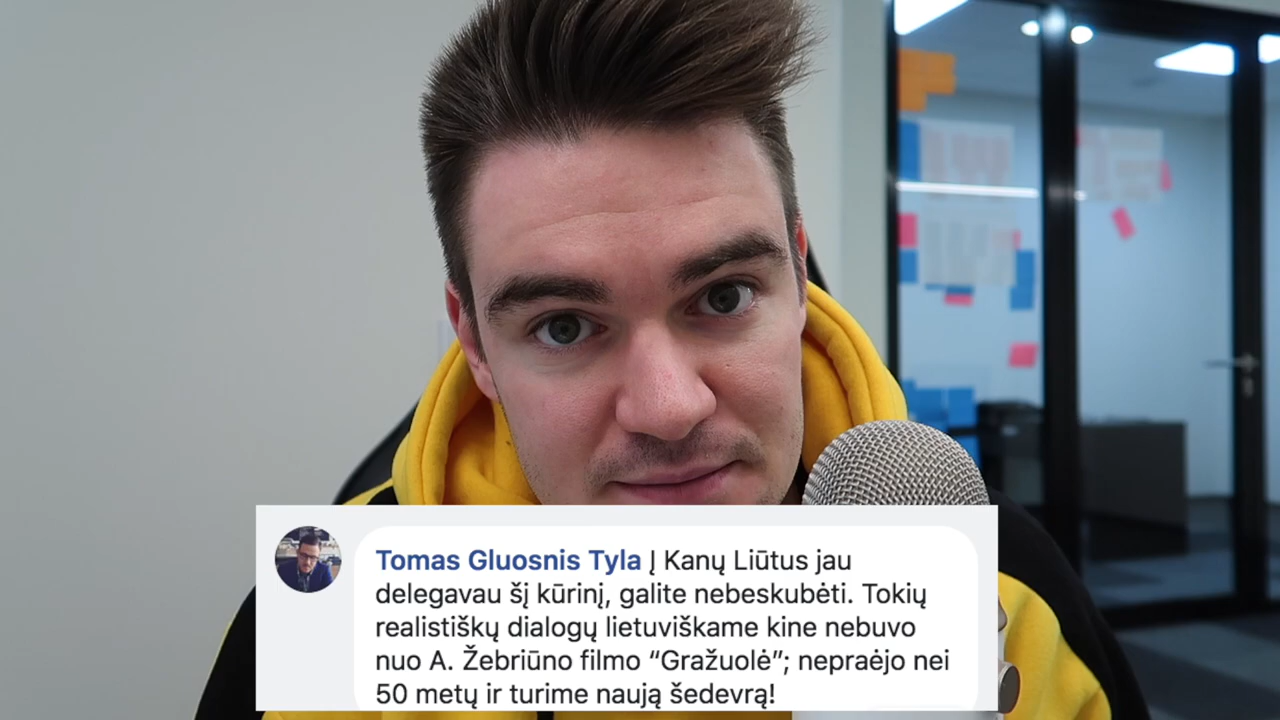 Tomas Gluosnis Tyla Į Kanų Liūtus jau
delegavau šį kūrinį, galite nebeskubėti. Tokių
realistiškų dialogų lietuviškame kine nebuvo
nuo A. Žebriūno filmo “Gražuolė”; nepraėjo nei
50 metų ir turime naują šedevrą!